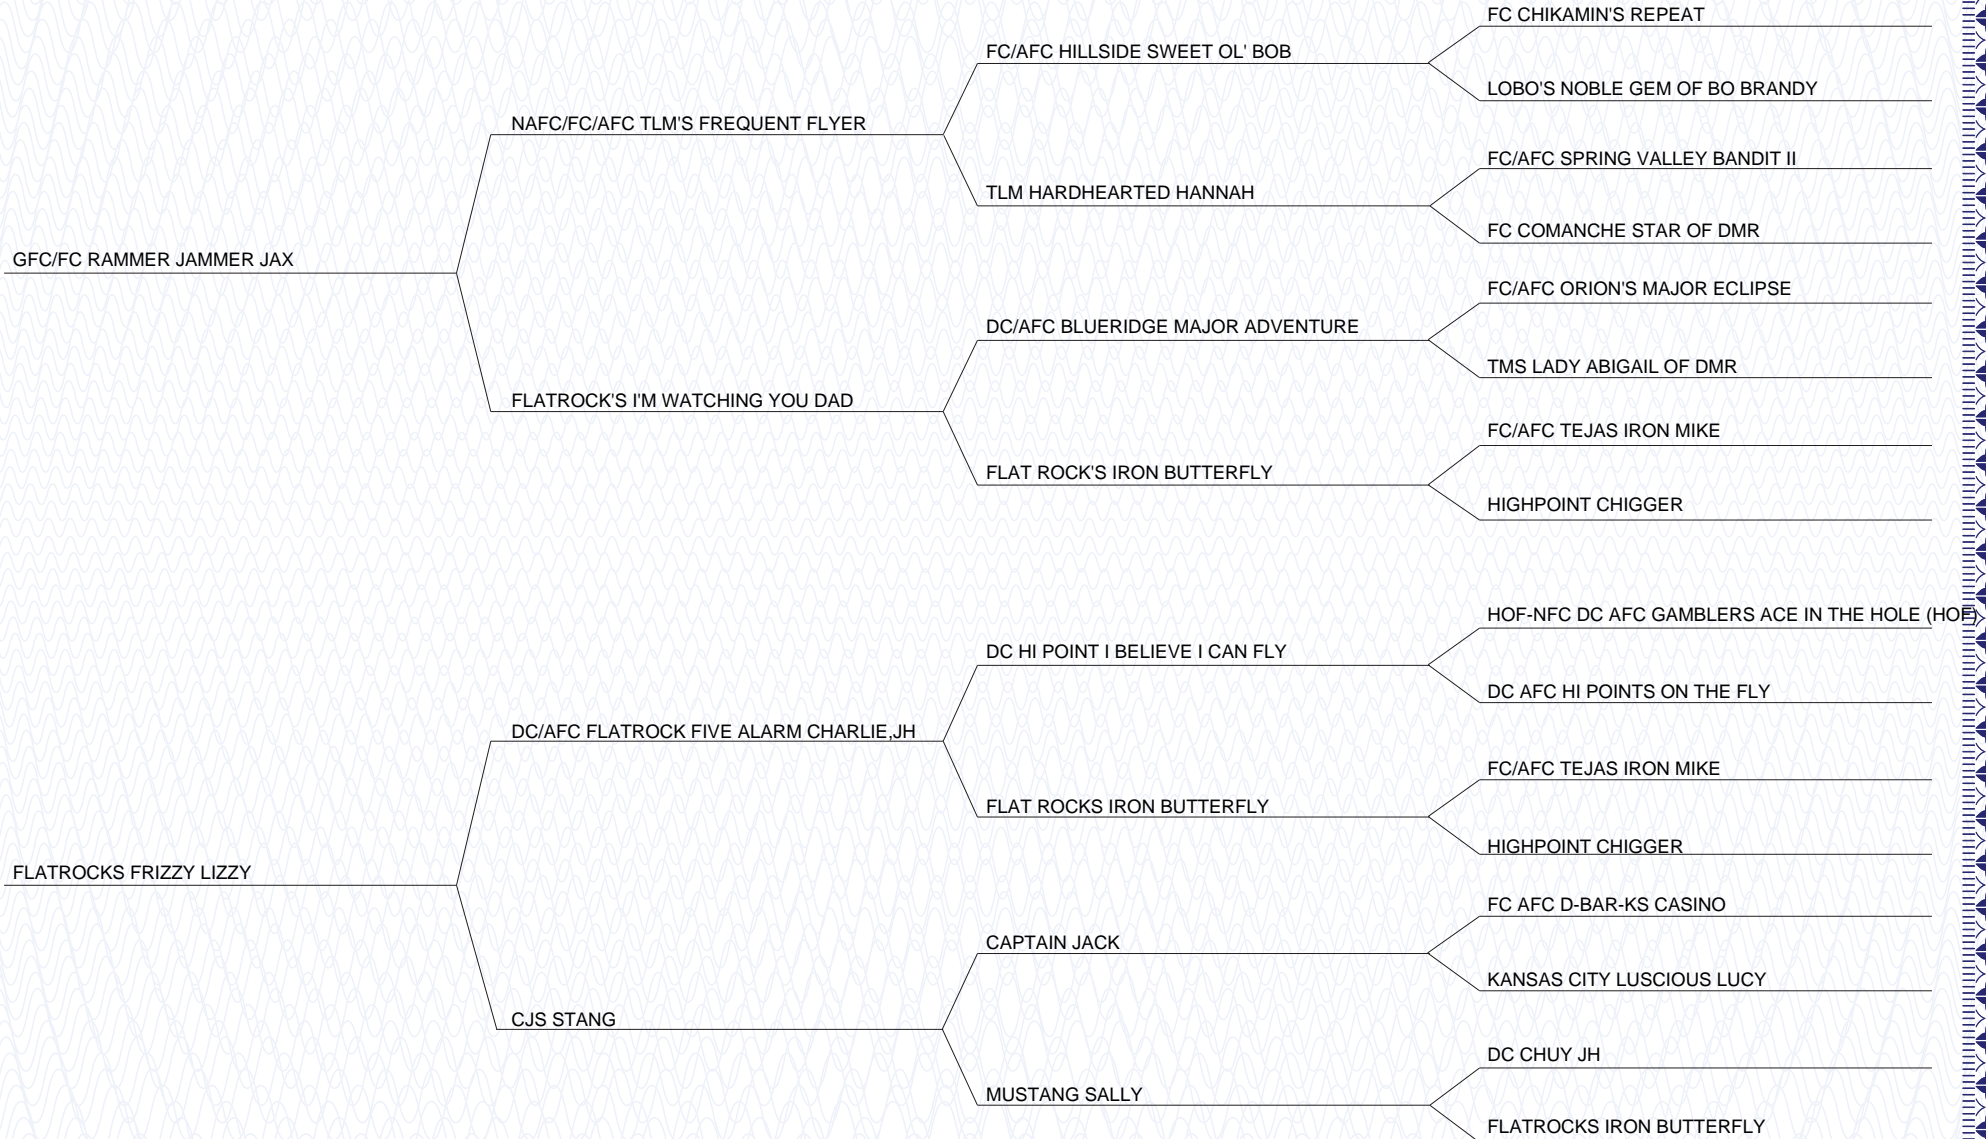 FC CHIKAMIN'S REPEAT
FC/AFC HILLSIDE SWEET OL' BOB
LOBO'S NOBLE GEM OF BO BRANDY
NAFC/FC/AFC TLM'S FREQUENT FLYER
FC/AFC SPRING VALLEY BANDIT II
TLM HARDHEARTED HANNAH
FC COMANCHE STAR OF DMR
GFC/FC RAMMER JAMMER JAX
FC/AFC ORION'S MAJOR ECLIPSE
DC/AFC BLUERIDGE MAJOR ADVENTURE
TMS LADY ABIGAIL OF DMR
FLATROCK'S I'M WATCHING YOU DAD
FC/AFC TEJAS IRON MIKE
FLAT ROCK'S IRON BUTTERFLY
HIGHPOINT CHIGGER
HOF-NFC DC AFC GAMBLERS ACE IN THE HOLE (HOF)
DC HI POINT I BELIEVE I CAN FLY
DC AFC HI POINTS ON THE FLY
DC/AFC FLATROCK FIVE ALARM CHARLIE,JH
FC/AFC TEJAS IRON MIKE
FLAT ROCKS IRON BUTTERFLY
HIGHPOINT CHIGGER
FLATROCKS FRIZZY LIZZY
FC AFC D-BAR-KS CASINO
CAPTAIN JACK
KANSAS CITY LUSCIOUS LUCY
CJS STANG
DC CHUY JH
MUSTANG SALLY
FLATROCKS IRON BUTTERFLY